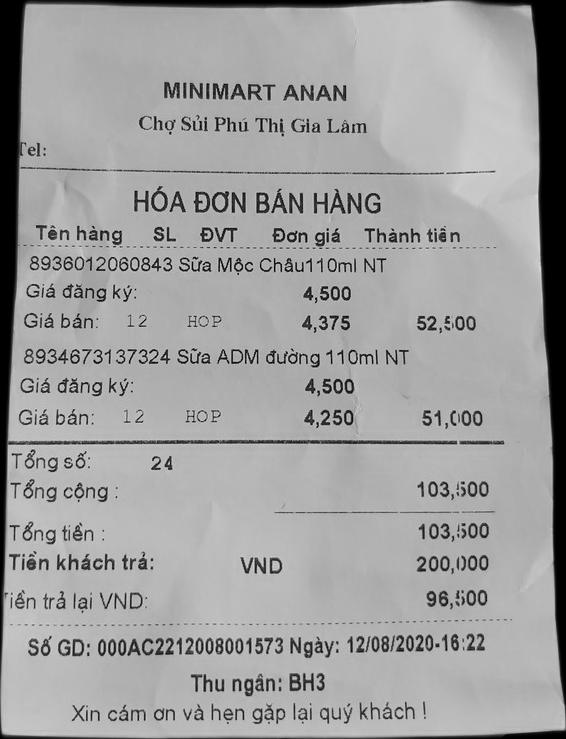 MINIMART ANAN
Chợ Sủi Phú Thị Gia Lâm
Tel:
HÓA ĐƠN BÁN HÀNG
Tên hàng SL ĐVT Đơn giá Thành tiền
8936012060843 Sữa Mộc Châu110ml NT
Giá đăng ký: 4,500
Giá bán: 12 HOP 4,375 52,500
8934673137324 Sữa ADM đường 110ml NT
Giá đăng ký: 4,500
Giá bán: 12 HOP 4,250 51,000
Tổng số: 24
Tổng cộng : 103,500
Tổng tiền : 103,500
Tiền khách trả: VND 200,000
Tiền trả lại VND: 96,500
Số GD: 000AC2212008001573 Ngày: 12/08/2020-16:22
Thu ngân: BH3
Xin cám ơn và hẹn gặp lại quý khách !